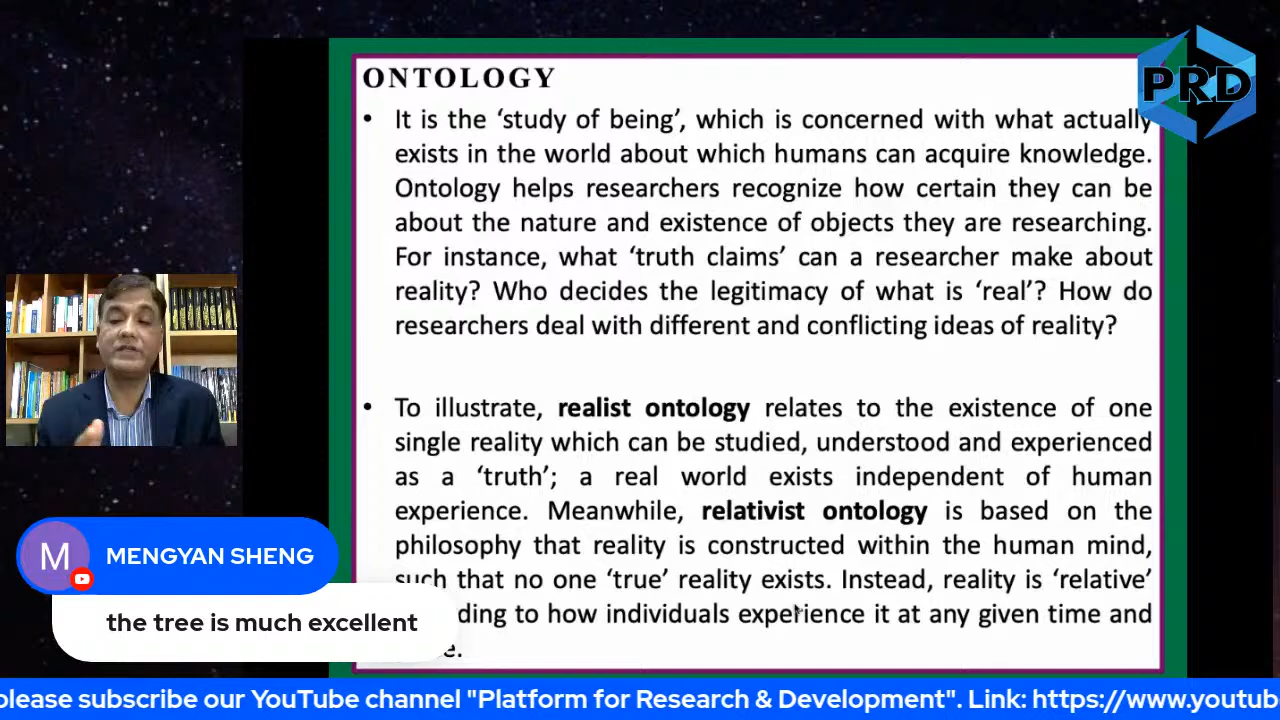 ONTOLOGY
PRD
• It is the ‘study of being’, which is concerned with what actually
exists in the world about which humans can acquire knowledge.
Ontology helps researchers recognize how certain they can be
about the nature and existence of objects they are researching.
For instance, what ‘truth claims’ can a researcher make about
reality? Who decides the legitimacy of what is ‘real’? How do
researchers deal with different and conflicting ideas of reality?
• To illustrate, realist ontology relates to the existence of one
single reality which can be studied, understood and experienced
as a ‘truth’; a real world exists independent of human
experience. Meanwhile, relativist ontology is based on the
philosophy that reality is constructed within the human mind,
such that no one ‘true’ reality exists. Instead, reality is ‘relative’
ding to how individuals experience it at any given time and
M
MENGYAN SHENG
the tree is much excellent
please subscribe our YouTube channel "Platform for Research & Development". Link: https://www.youtub